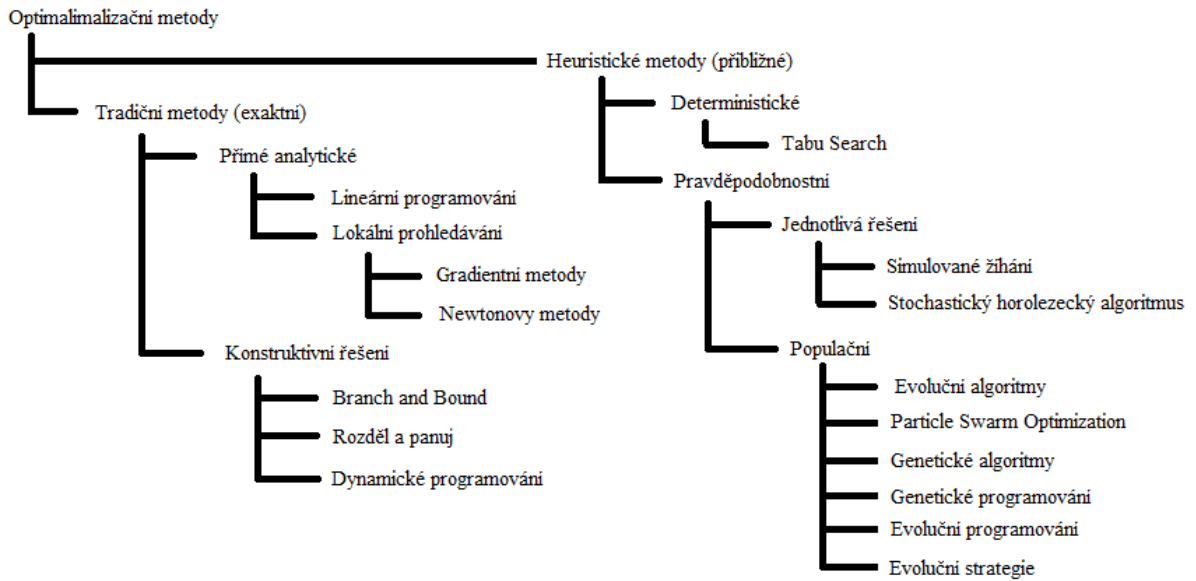 Optimalimalizační metody
Heuristické metody (přibližné)
Tradiční metody (exaktní)
Deterministické
Přímé analytické
Tabu Search
Lineární programování
Pravděpodobnostní
Lokální prohledávání
Jednotlivá řešení
Gradientní metody
Simulované žíhání
Newtonovy metody
Stochastický horolezecký algoritmus
Konstruktivní řešení
Populační
Branch and Bound
Evoluční algoritmy
Rozděl a panuj
Particle Swarm Optimization
Dynamické programování
Genetické algoritmy
Genetické programování
Evoluční programování
Evoluční strategie